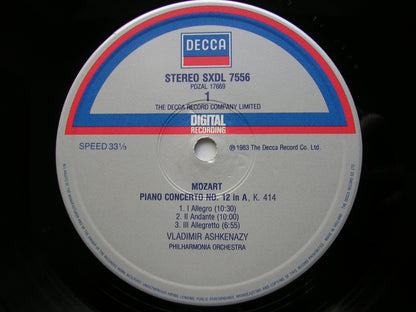 DECCA
STEREO SXDL 7556
PDZAL 17669
1
THE DECCA RECORD COMPANY LIMITED
DIGITAL
RECORDING
SPEED 33⅓
℗ 1983 The Decca Record Co. Ltd.
MOZART
PIANO CONCERTO NO. 12 in A, K. 414
1. I Allegro (10:30)
2. II Andante (10:00)
3. III Allegretto (6:55)
VLADIMIR ASHKENAZY
PHILHARMONIA ORCHESTRA